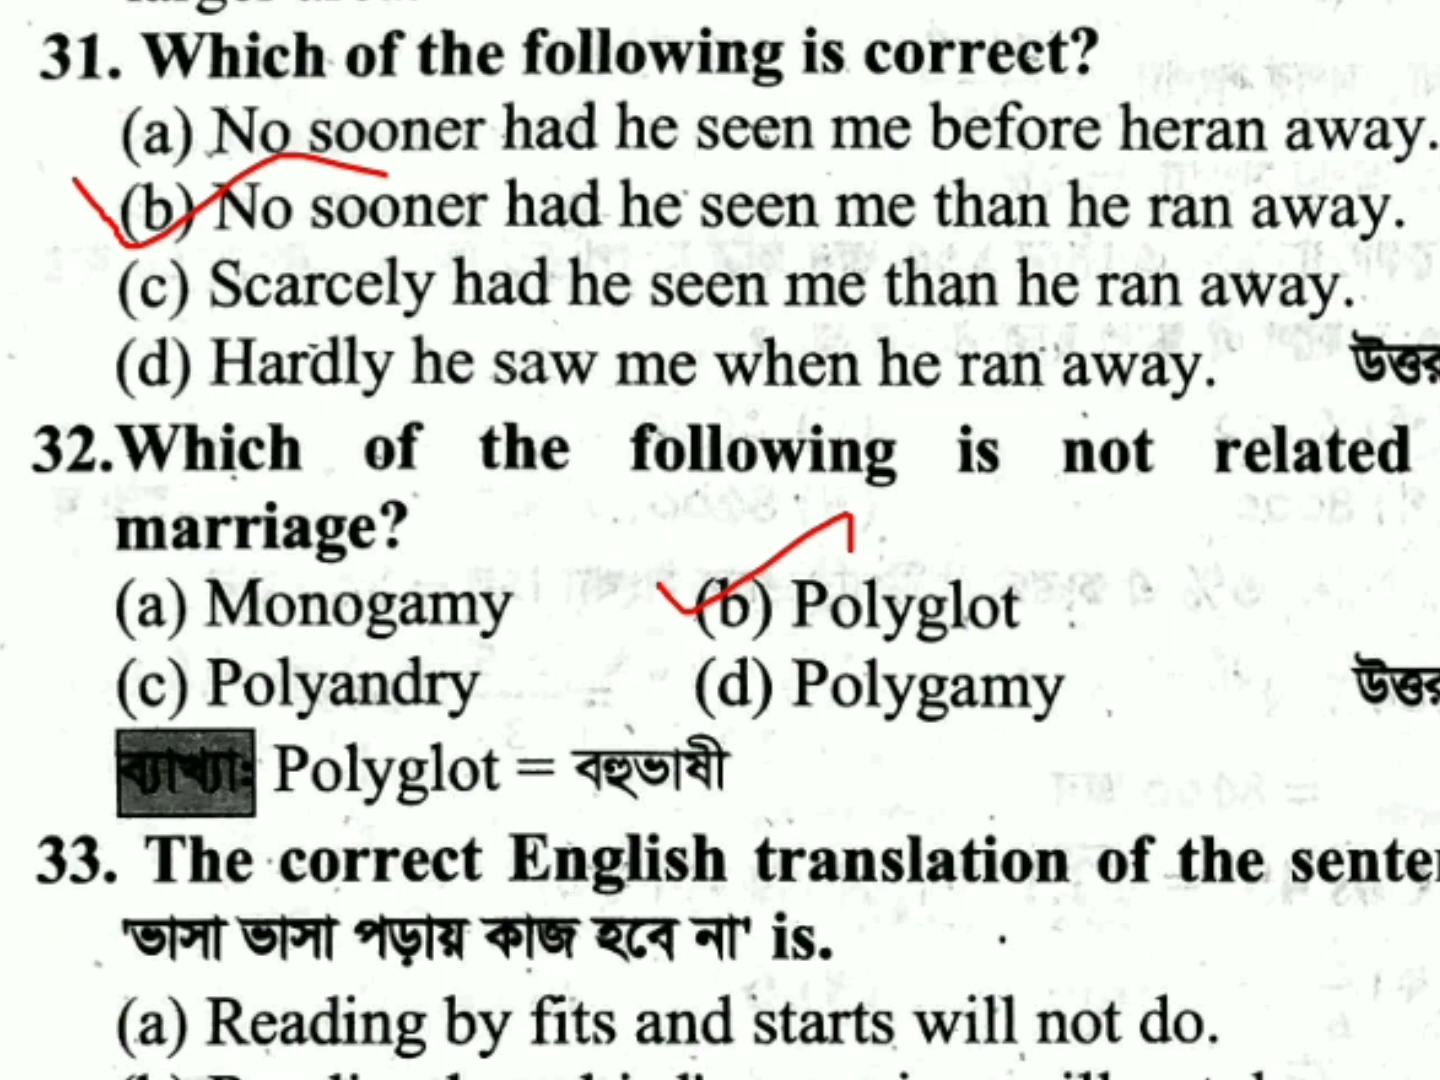 31. Which of the following is correct?
(a) No sooner had he seen me before heran away.
(b) No sooner had he seen me than he ran away.
(c) Scarcely had he seen me than he ran away.
(d) Hardly he saw me when he ran away.
32.Which of the following is not related
marriage?
(a) Monogamy (b) Polyglot
(c) Polyandry (d) Polygamy
ব্যাখ্যা: Polyglot = বহুভাষী
33. The correct English translation of the
'ভাসা ভাসা পড়ায় কাজ হবে না' is.
(a) Reading by fits and starts will not do.